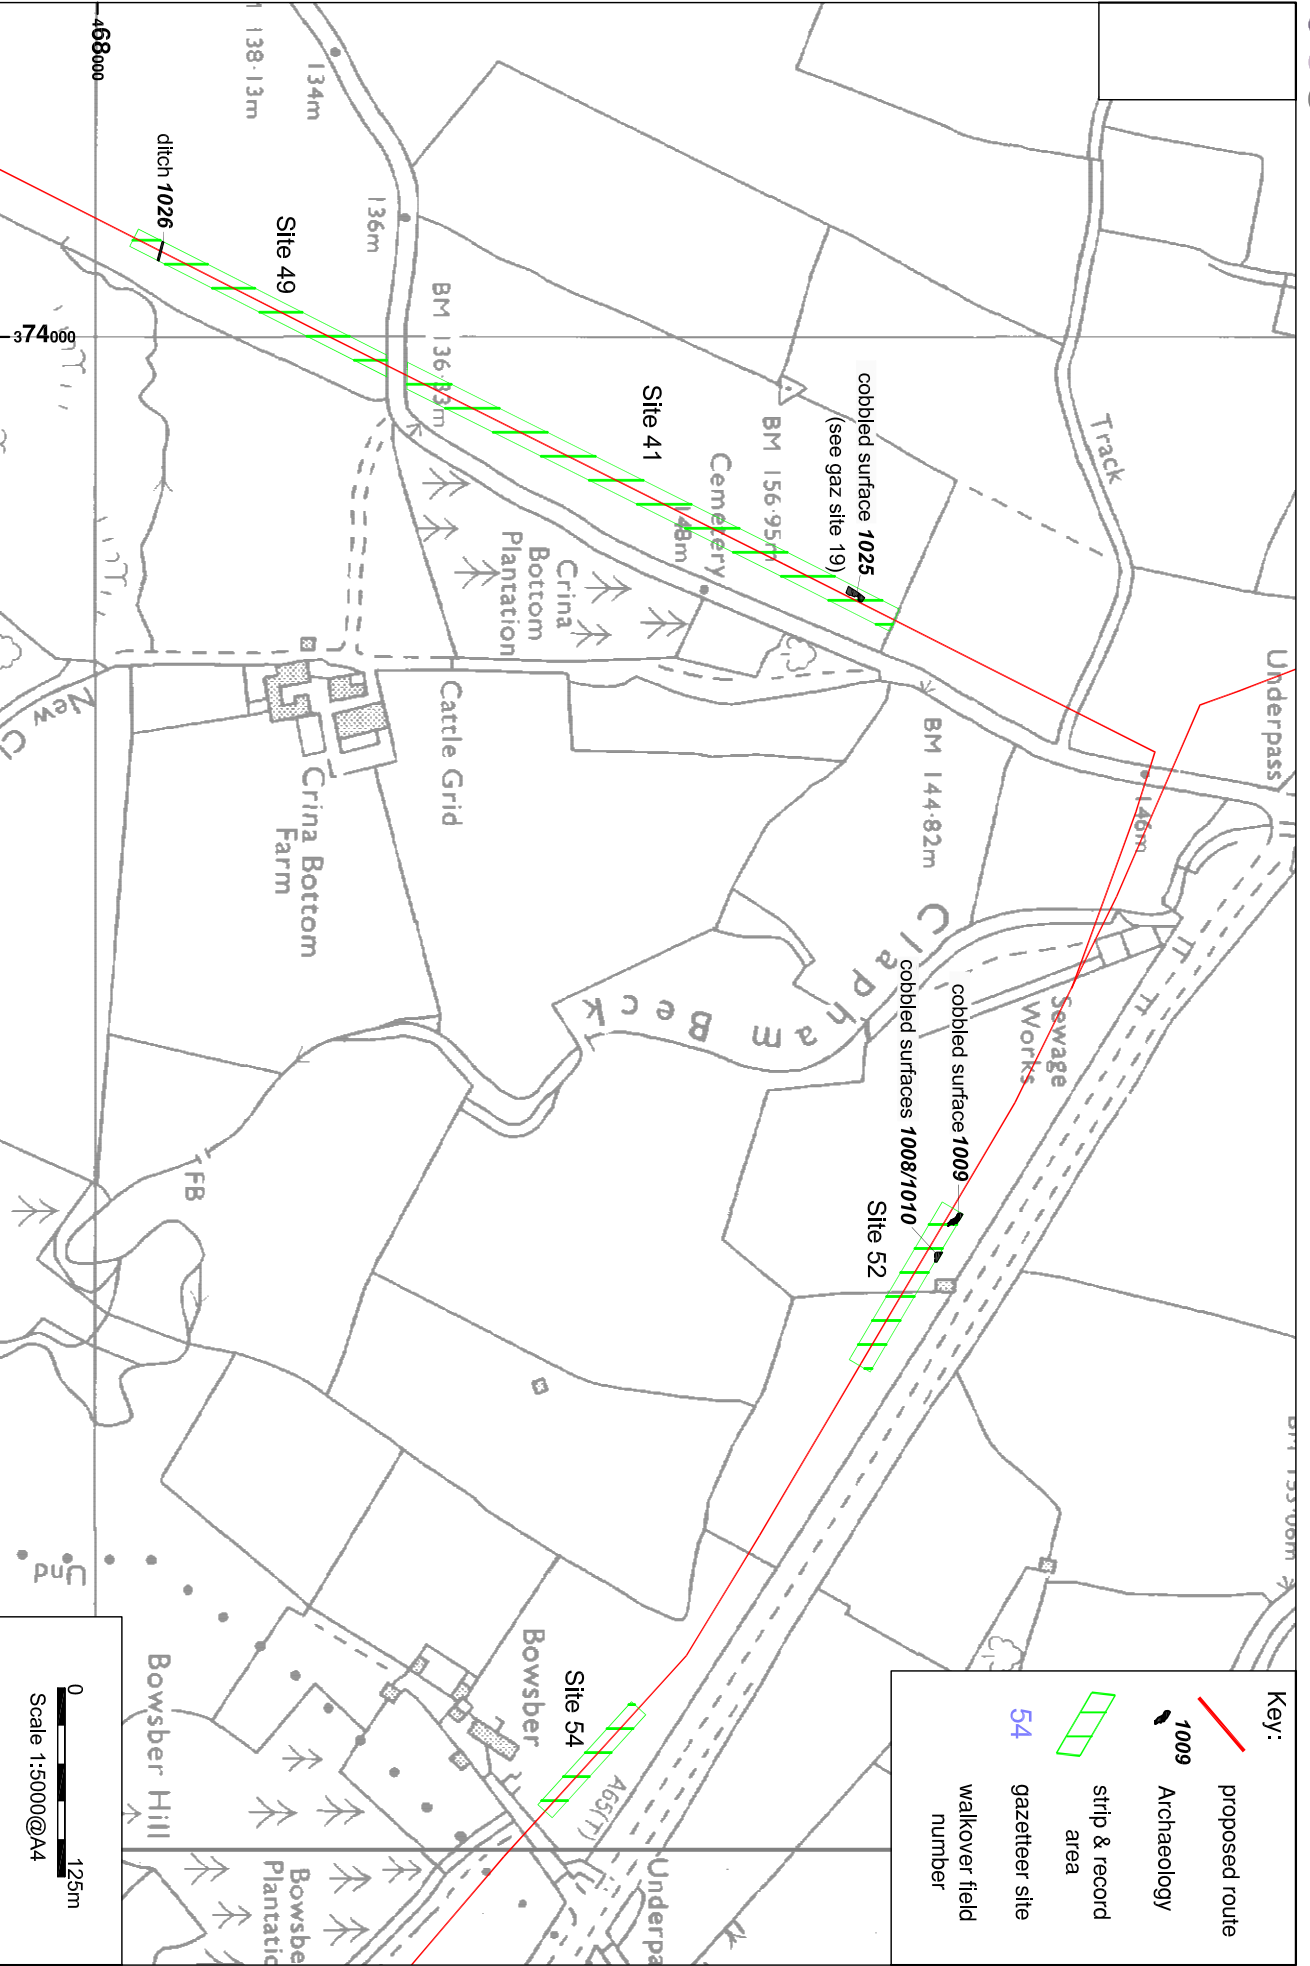 Key:
proposed route
1009
Archaeology
strip & record
area
54
gazetteer site
walkover field
number
Underpass
Track
146m
BM 144·82m
Sewage
Works
Clapham Beck
cobbled surface 1009
cobbled surfaces 1008/1010
Site 52
cobbled surface 1025
(see gaz site 19)
BM 156·95m
Cemetery
148m
Site 41
Crina
Bottom
Plantation
BM 136·83m
136m
134m
138·13m
Site 49
ditch 1026
468000
374000
Cattle Grid
Crina Bottom
Farm
New
FB
Und
Bowsber
Site 54
A65(T)
Underpa
Bowsber Hill
Bowsbe
Plantatic
0
125m
Scale 1:5000@A4